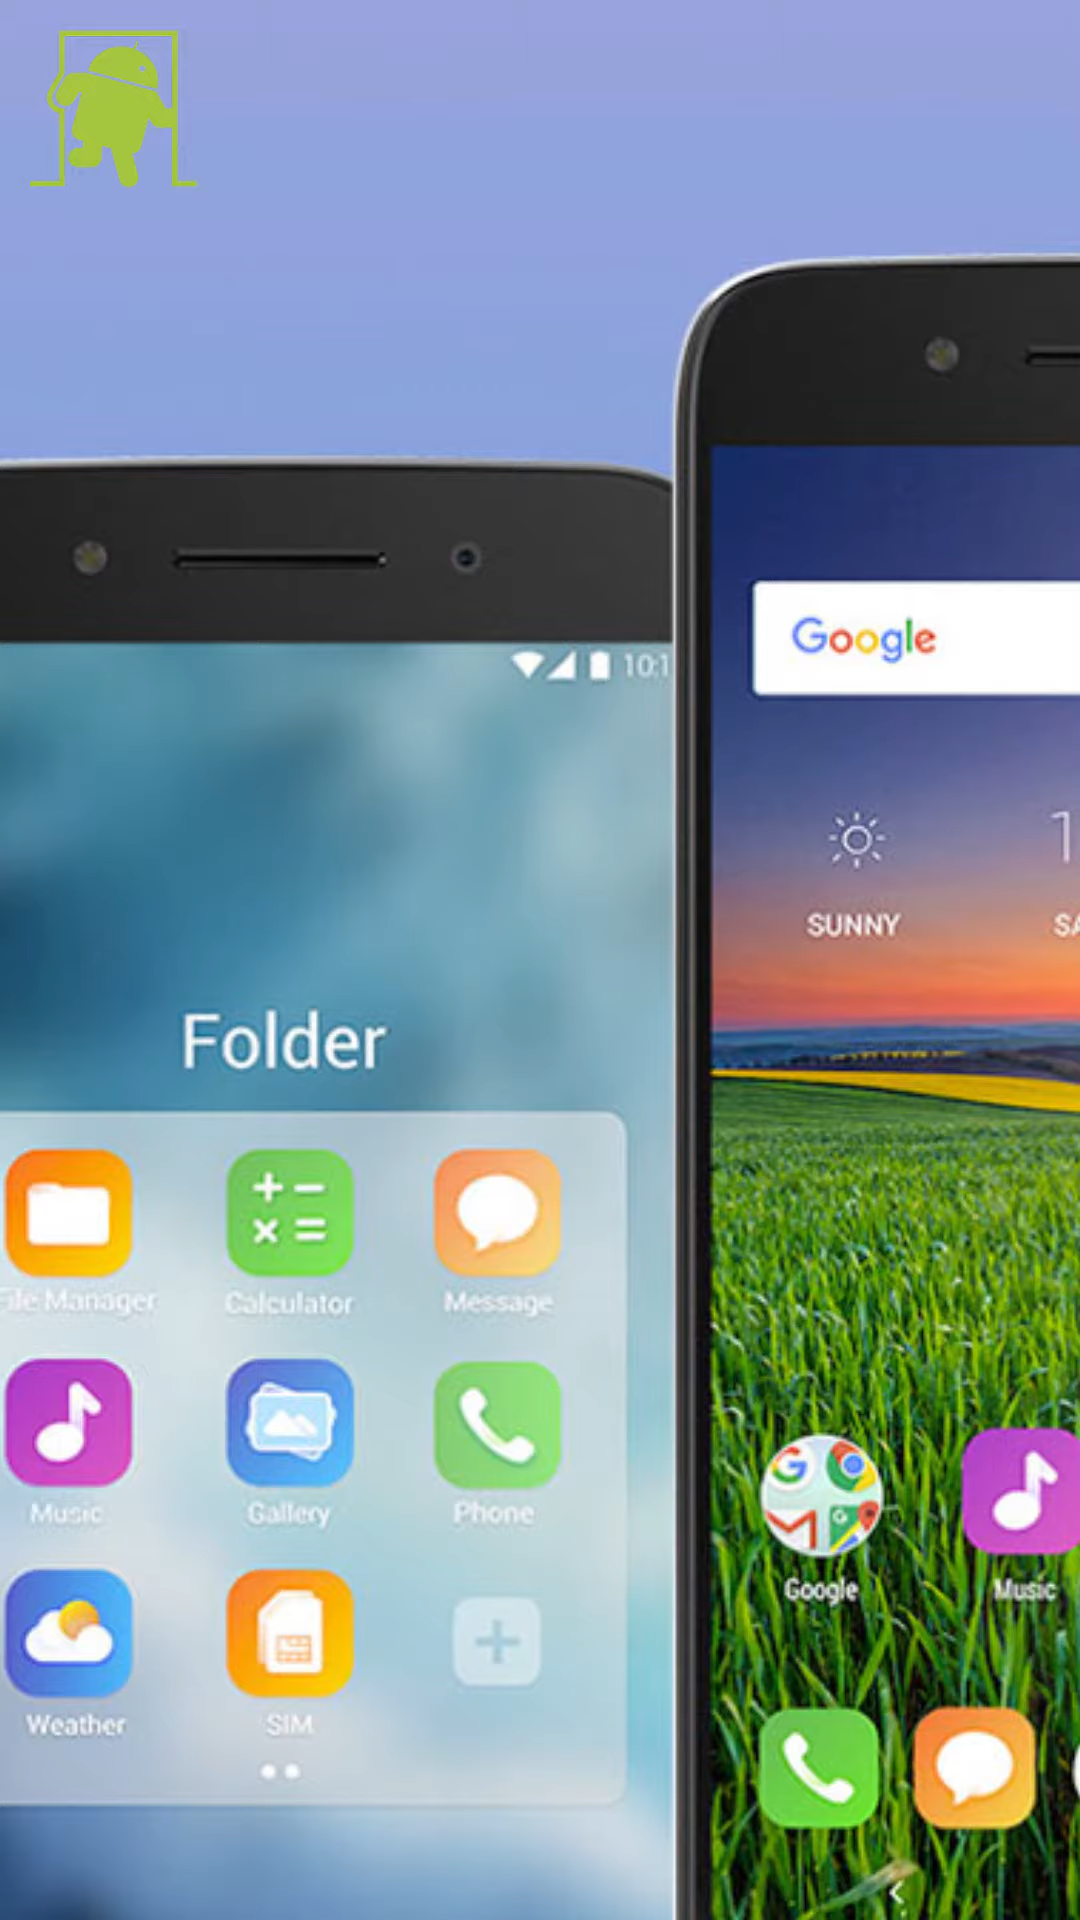 10:1
Folder
File Manager
Calculator
Message
Music
Gallery
Phone
Weather
SIM
Google
SUNNY
Google
Music